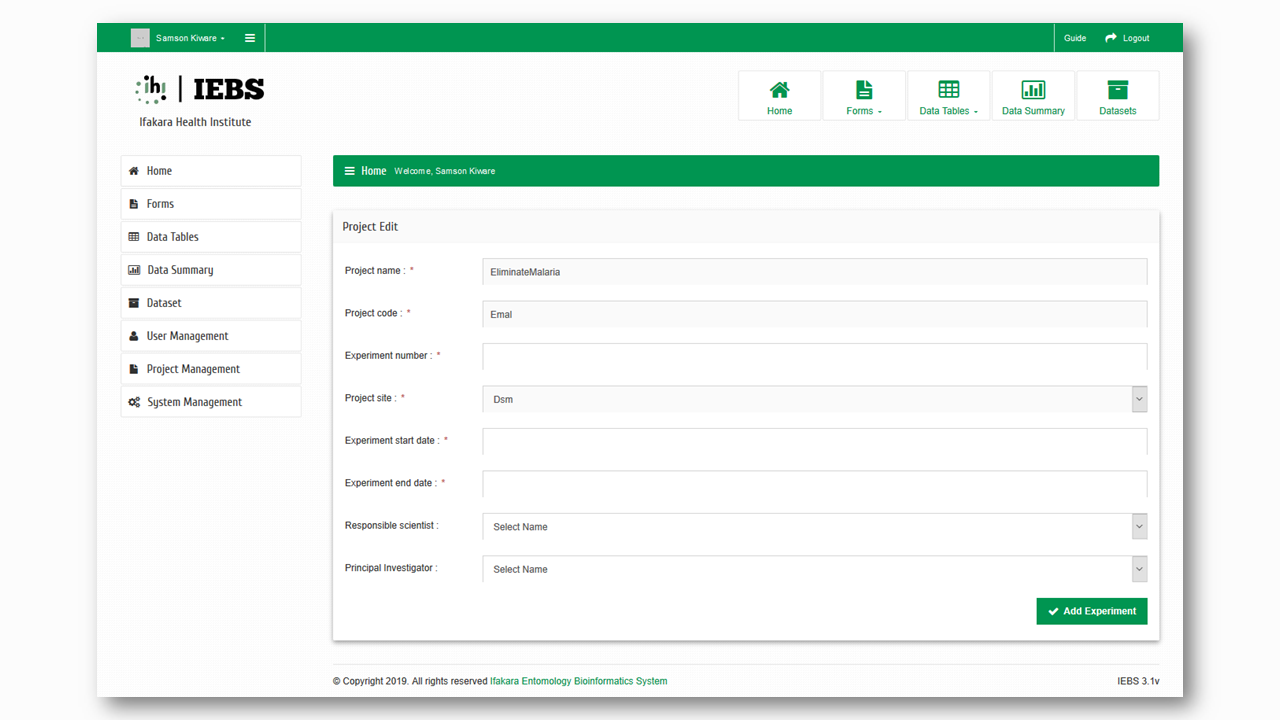 Samson Kiware
Guide
Logout
ihi | IEBS
Ifakara Health Institute
Home
Forms
Data Tables
Data Summary
Datasets
Home
Forms
Data Tables
Data Summary
Dataset
User Management
Project Management
System Management
Home Welcome, Samson Kiware
Project Edit
Project name : * EliminateMalaria
Project code : * Emal
Experiment number : *
Project site : * Dsm
Experiment start date : *
Experiment end date : *
Responsible scientist : Select Name
Principal Investigator : Select Name
Add Experiment
© Copyright 2019. All rights reserved Ifakara Entomology Bioinformatics System
IEBS 3.1v